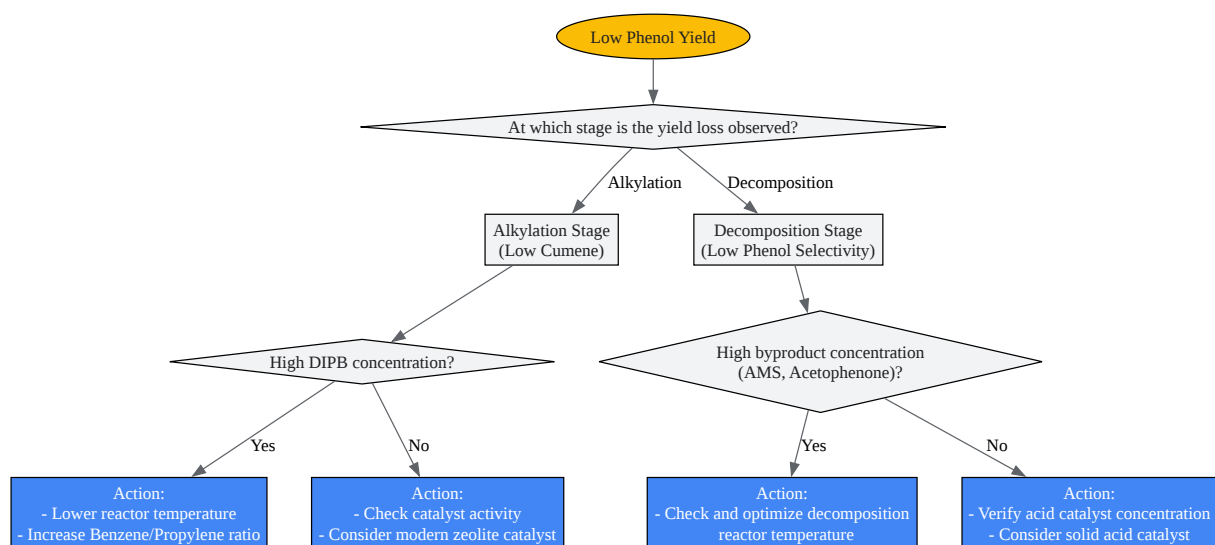 Low Phenol Yield
At which stage is the yield loss observed?
Alkylation
Decomposition
Alkylation Stage
(Low Cumene)
Decomposition Stage
(Low Phenol Selectivity)
High DIPB concentration?
High byproduct concentration
(AMS, Acetophenone)?
Yes
No
Yes
No
Action:
- Lower reactor temperature
- Increase Benzene/Propylene ratio
Action:
- Check catalyst activity
- Consider modern zeolite catalyst
Action:
- Check and optimize decomposition
reactor temperature
Action:
- Verify acid catalyst concentration
- Consider solid acid catalyst